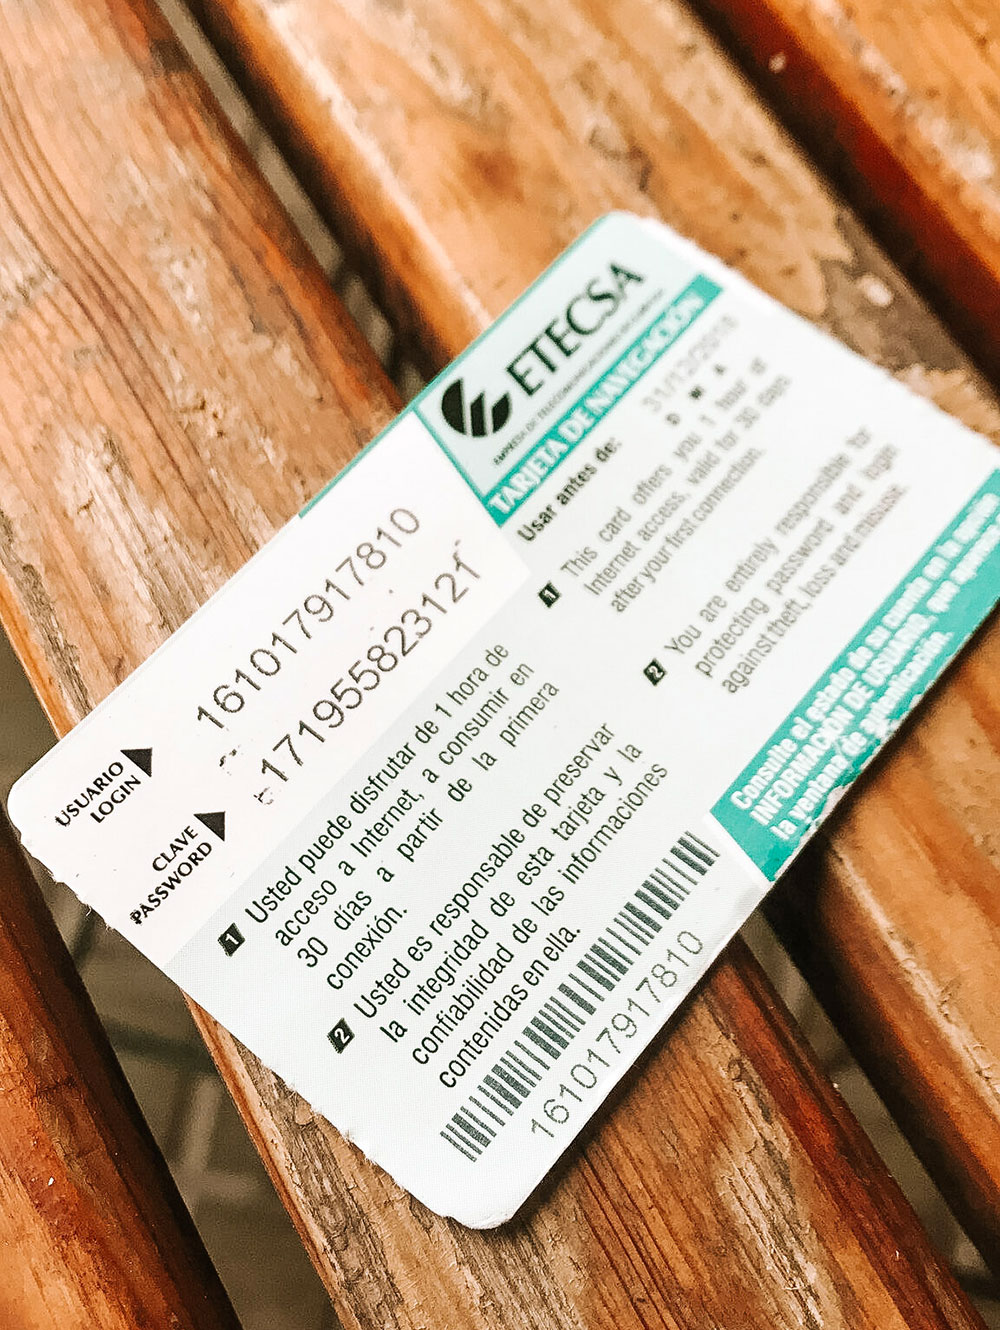 ETECSA
TARJETA DE NAVEGACIÓN
USUARIO
LOGIN
161017917810
CLAVE
PASSWORD
171955823121
Usar antes de:
D M A
1 Usted puede disfrutar de 1 hora de
acceso a Internet, a consumir en
30 días a partir de la primera
conexión.
2 Usted es responsable de preservar
la integridad de esta tarjeta y la
confiabilidad de las informaciones
contenidas en ella.
1 This card offers you 1 hour of
Internet access, valid for 30 days
after your first connection.
2 You are entirely responsible for
protecting password and login
against theft, loss and misuse.
161017917810
Consulte el estado de su cuenta en la
INFORMACIÓN DE USUARIO, que aparece
la ventana de autentificación.